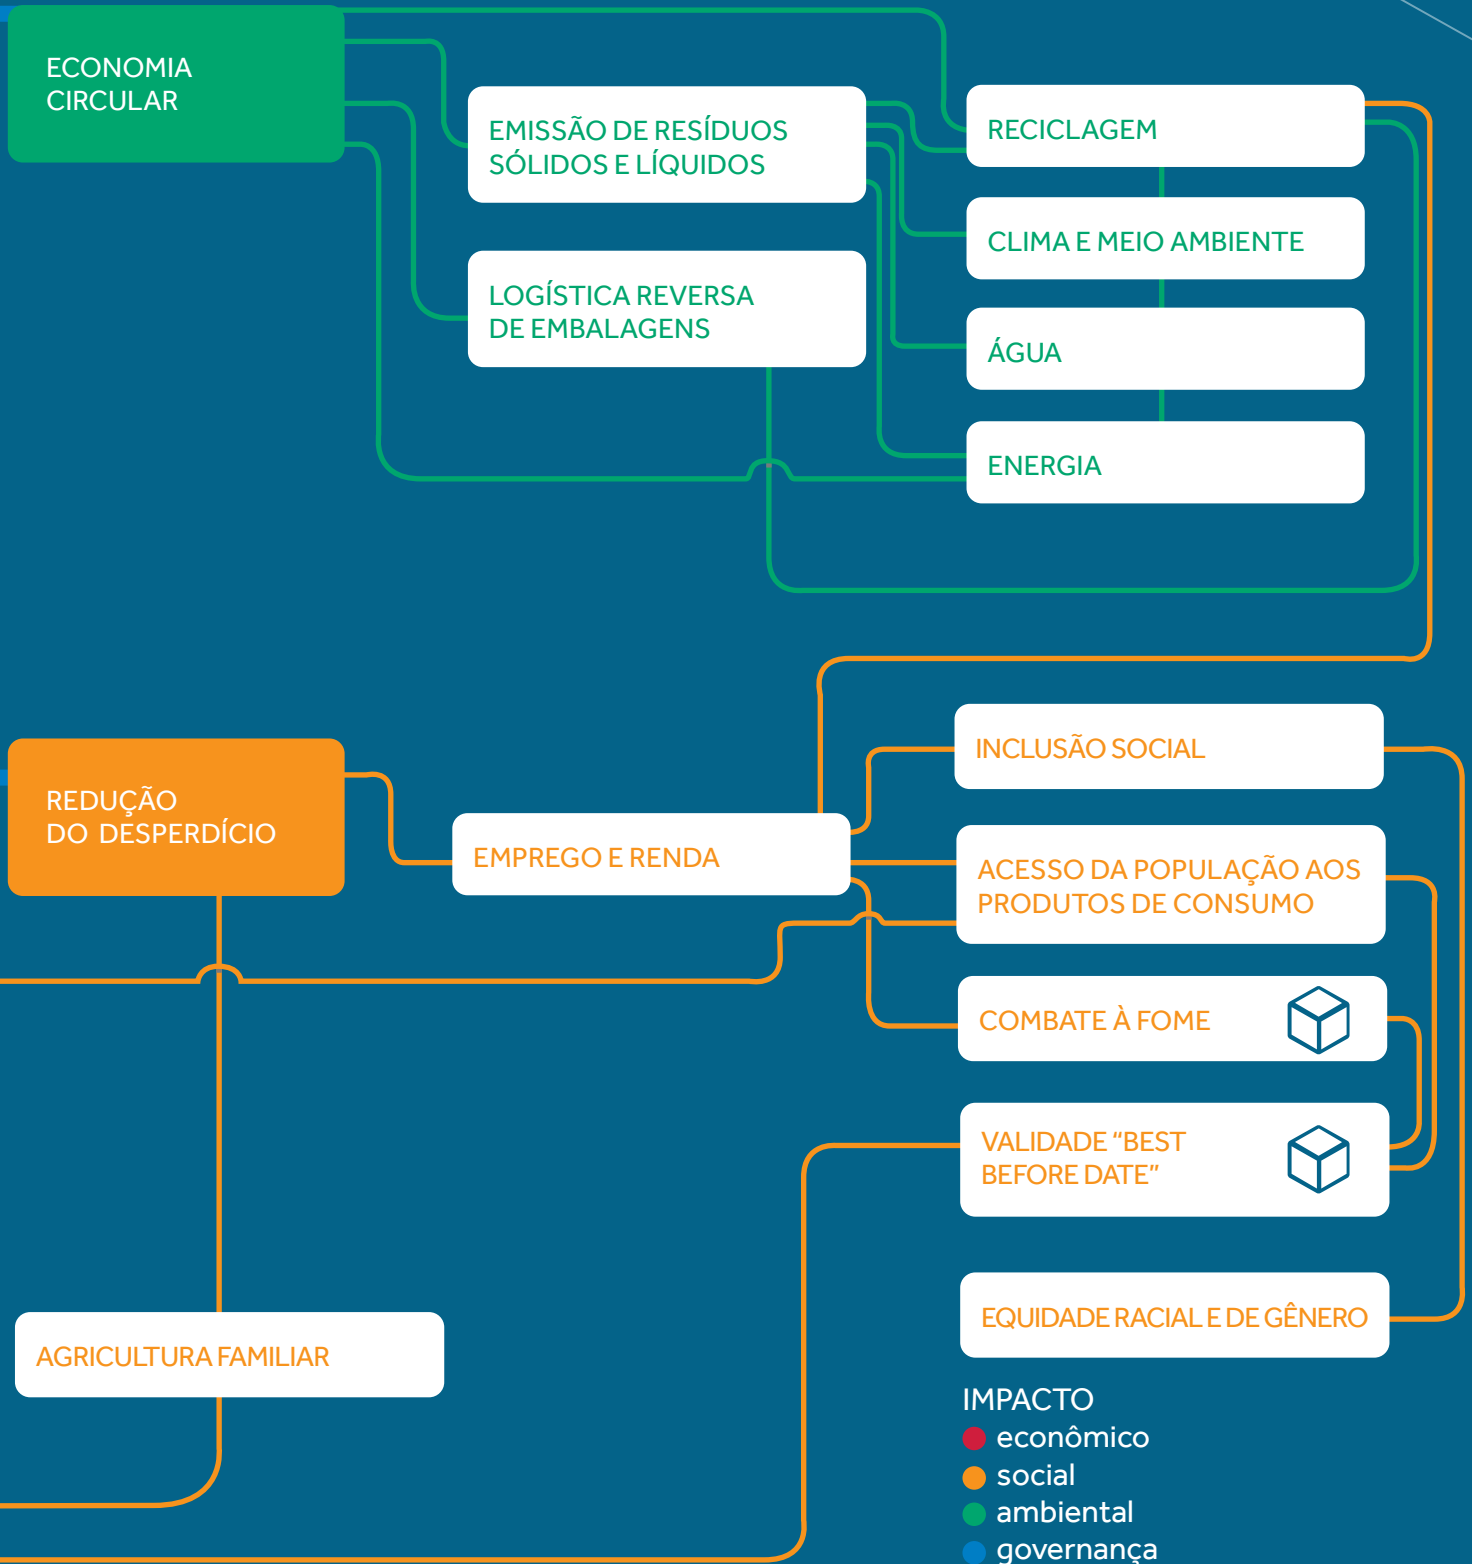 ECONOMIA
CIRCULAR
EMISSÃO DE RESÍDUOS
SÓLIDOS E LÍQUIDOS
LOGÍSTICA REVERSA
DE EMBALAGENS
RECICLAGEM
CLIMA E MEIO AMBIENTE
ÁGUA
ENERGIA
REDUÇÃO
DO DESPERDÍCIO
EMPREGO E RENDA
INCLUSÃO SOCIAL
ACESSO DA POPULAÇÃO AOS
PRODUTOS DE CONSUMO
COMBATE À FOME
VALIDADE “BEST
BEFORE DATE”
EQUIDADE RACIAL E DE GÊNERO
AGRICULTURA FAMILIAR
IMPACTO
econômico
social
ambiental
governança